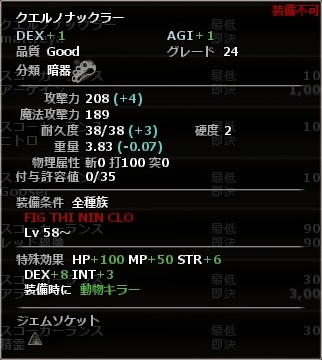 クエルノナックラー 装備不可
DEX+1 AGI+1
品質 Good グレード 24
分類 暗器
攻撃力 208 (+4)
魔法攻撃力 189
耐久度 38/38 (+3) 硬度 2
重量 3.83 (-0.07)
物理属性 斬0 打100 突0
付与許容値 0/35
装備条件 全種族
FIG THI NIN CLO
Lv 58～
特殊効果 HP+100 MP+50 STR+6
DEX+8 INT+3
装備時に 動物キラー
ジェムソケット